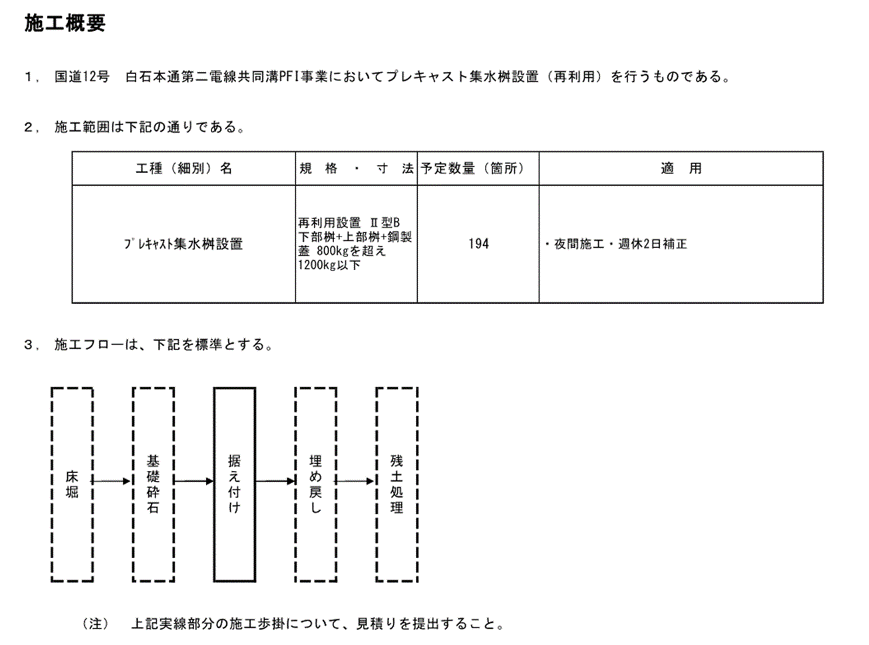 施工概要
１． 国道12号　白石本通第二電線共同溝PFI事業においてプレキャスト集水桝設置（再利用）を行うものである。
２． 施工範囲は下記の通りである。
工種（細別）名　規　格　・　寸　法　予定数量（箇所）　適　用
ﾌﾟﾚｷｬｽﾄ集水桝設置
再利用設置　Ⅱ型B
下部桝+上部桝+鋼製
蓋 800kgを超え
1200kg以下
194
・夜間施工・週休2日補正
３． 施工フローは、下記を標準とする。
床堀
基礎砕石
据え付け
埋め戻し
残土処理
（注）　上記実線部分の施工歩掛について、見積りを提出すること。